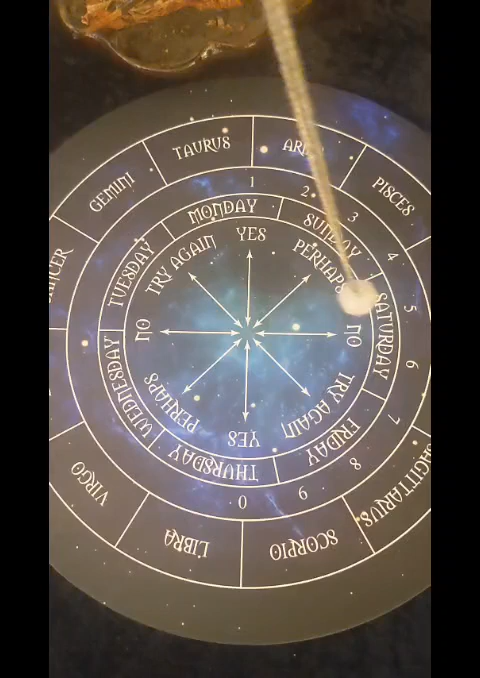 TAURUS
GEMINI
PISCES
1
2
3
4
5
6
7
8
9
0
MONDAY
SUNDAY
SATURDAY
FRIDAY
THURSDAY
WEDNESDAY
TUESDAY
YES
PERHAPS
NO
TRY AGAIN
YES
PERHAPS
NO
TRY AGAIN
SAGITTARIUS
SCORPIO
LIBRA
VIRGO